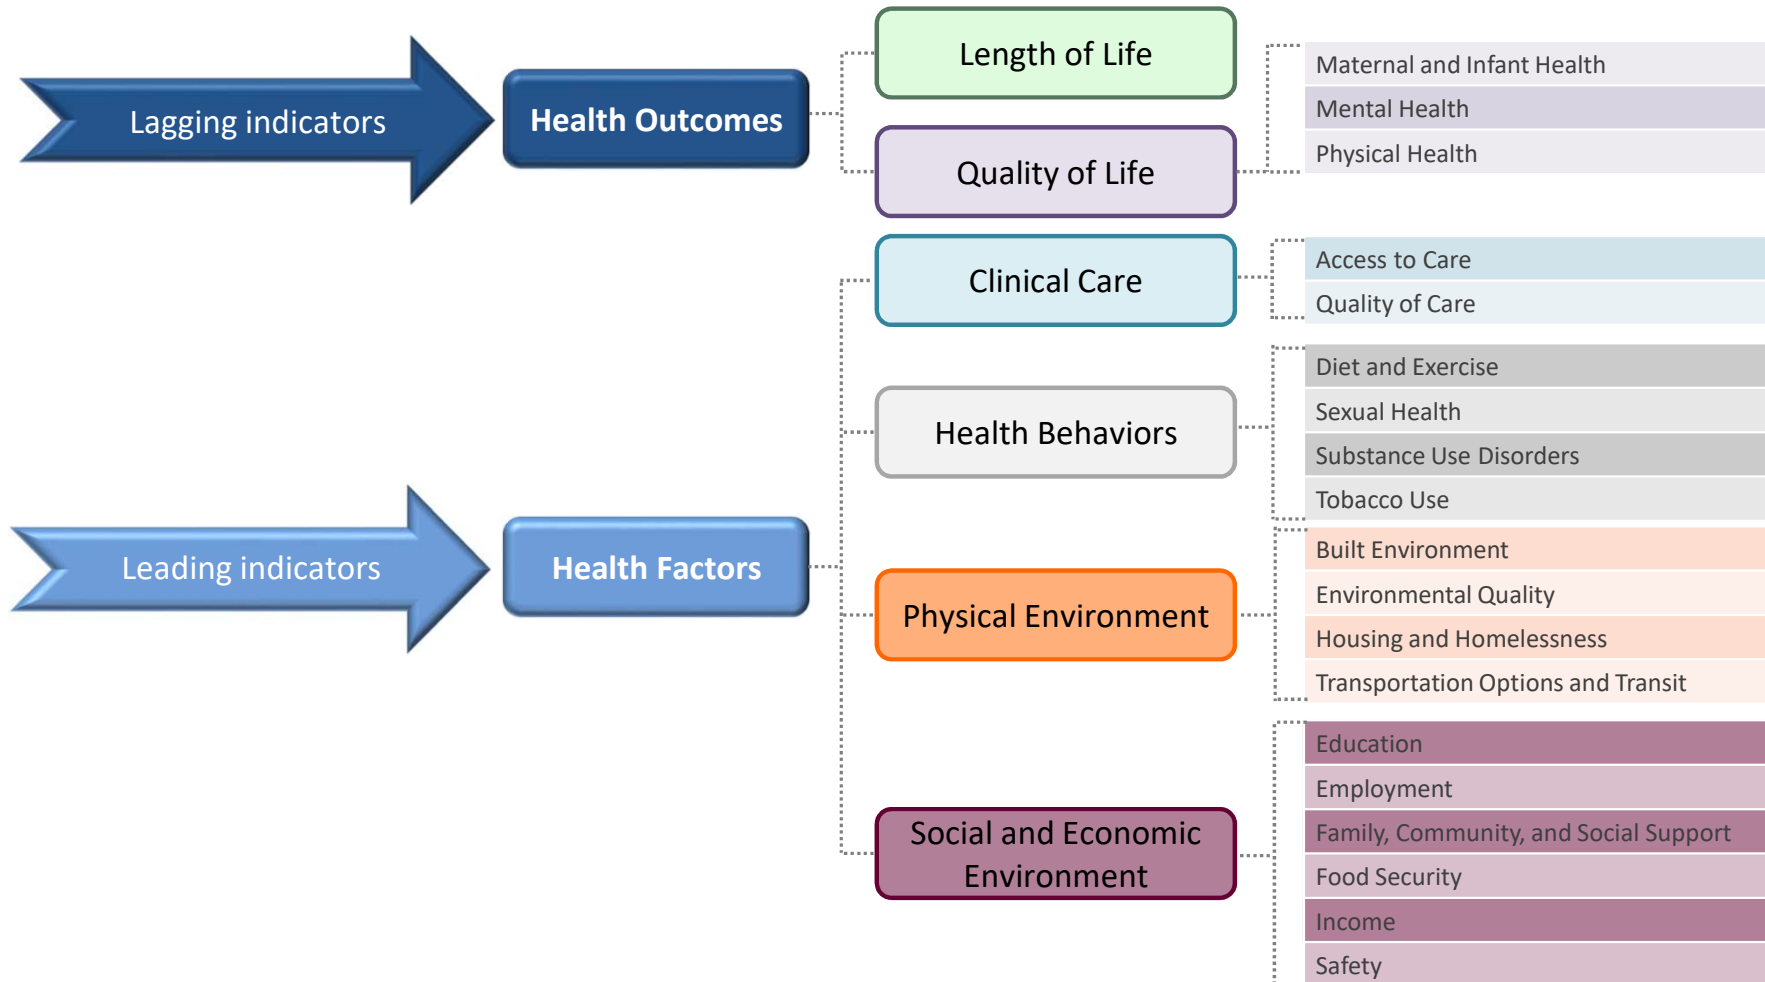 Lagging indicators
Health Outcomes
Length of Life
Quality of Life
Maternal and Infant Health
Mental Health
Physical Health
Leading indicators
Health Factors
Clinical Care
Access to Care
Quality of Care
Health Behaviors
Diet and Exercise
Sexual Health
Substance Use Disorders
Tobacco Use
Physical Environment
Built Environment
Environmental Quality
Housing and Homelessness
Transportation Options and Transit
Social and Economic
Environment
Education
Employment
Family, Community, and Social Support
Food Security
Income
Safety